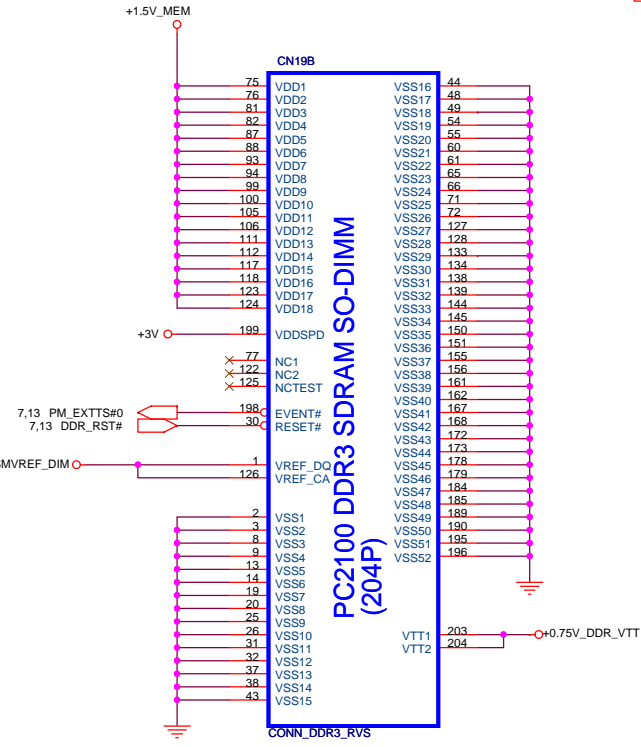 +1.5V_MEM
CN19B
75 VDD1
76 VDD2
81 VDD3
82 VDD4
87 VDD5
88 VDD6
93 VDD7
94 VDD8
99 VDD9
100 VDD10
105 VDD11
106 VDD12
111 VDD13
112 VDD14
117 VDD15
118 VDD16
123 VDD17
124 VDD18
+3V 199 VDDSPD
77 NC1
122 NC2
125 NCTEST
7,13 PM_EXTTS#0 198 EVENT#
7,13 DDR_RST# 30 RESET#
MVREF_DIM 1 VREF_DQ
126 VREF_CA
2 VSS1
3 VSS2
8 VSS3
9 VSS4
13 VSS5
14 VSS6
19 VSS7
20 VSS8
25 VSS9
26 VSS10
31 VSS11
32 VSS12
37 VSS13
38 VSS14
43 VSS15
PC2100 DDR3 SDRAM SO-DIMM
(204P)
VSS16 44
VSS17 48
VSS18 49
VSS19 54
VSS20 55
VSS21 60
VSS22 61
VSS23 65
VSS24 66
VSS25 71
VSS26 72
VSS27 127
VSS28 128
VSS29 133
VSS30 134
VSS31 138
VSS32 139
VSS33 144
VSS34 145
VSS35 150
VSS36 151
VSS37 155
VSS38 156
VSS39 161
VSS40 162
VSS41 167
VSS42 168
VSS43 172
VSS44 173
VSS45 178
VSS46 179
VSS47 184
VSS48 185
VSS49 189
VSS50 190
VSS51 195
VSS52 196
VTT1 203 +0.75V_DDR_VTT
VTT2 204
CONN_DDR3_RVS